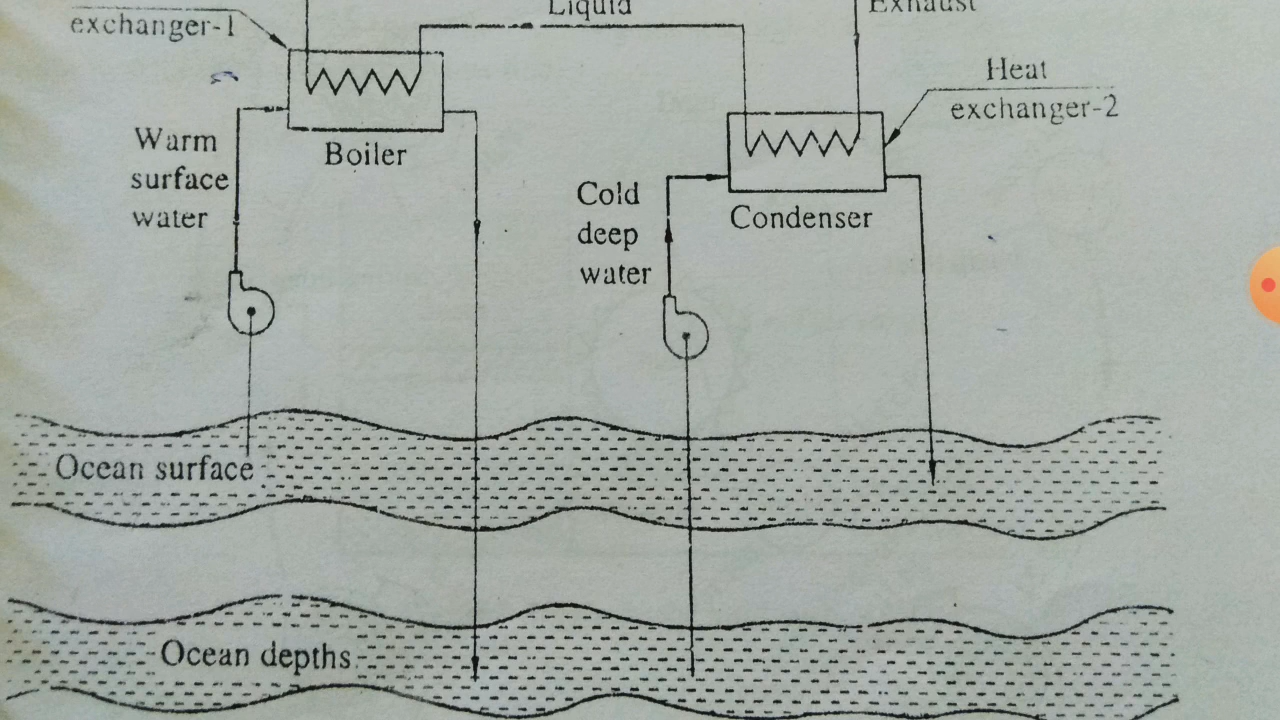 Liquid
Exhaust
exchanger-1
Heat
exchanger-2
Warm
surface
water
Boiler
Cold
deep
water
Condenser
Ocean surface
Ocean depths